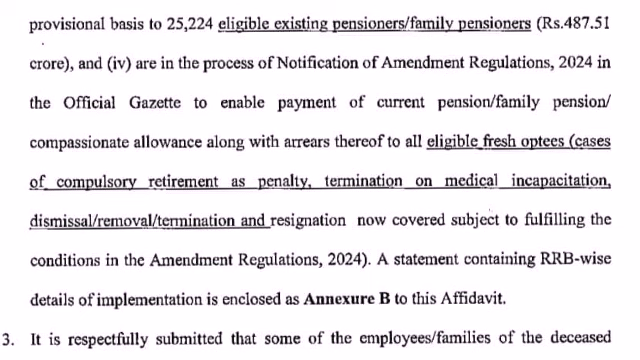 provisional basis to 25,224 eligible existing pensioners/family pensioners (Rs.487.51
crore), and (iv) are in the process of Notification of Amendment Regulations, 2024 in
the Official Gazette to enable payment of current pension/family pension/
compassionate allowance along with arrears thereof to all eligible fresh optees (cases
of compulsory retirement as penalty, termination on medical incapacitation,
dismissal/removal/termination and resignation now covered subject to fulfilling the
conditions in the Amendment Regulations, 2024). A statement containing RRB-wise
details of implementation is enclosed as Annexure B to this Affidavit.
3. It is respectfully submitted that some of the employees/families of the deceased